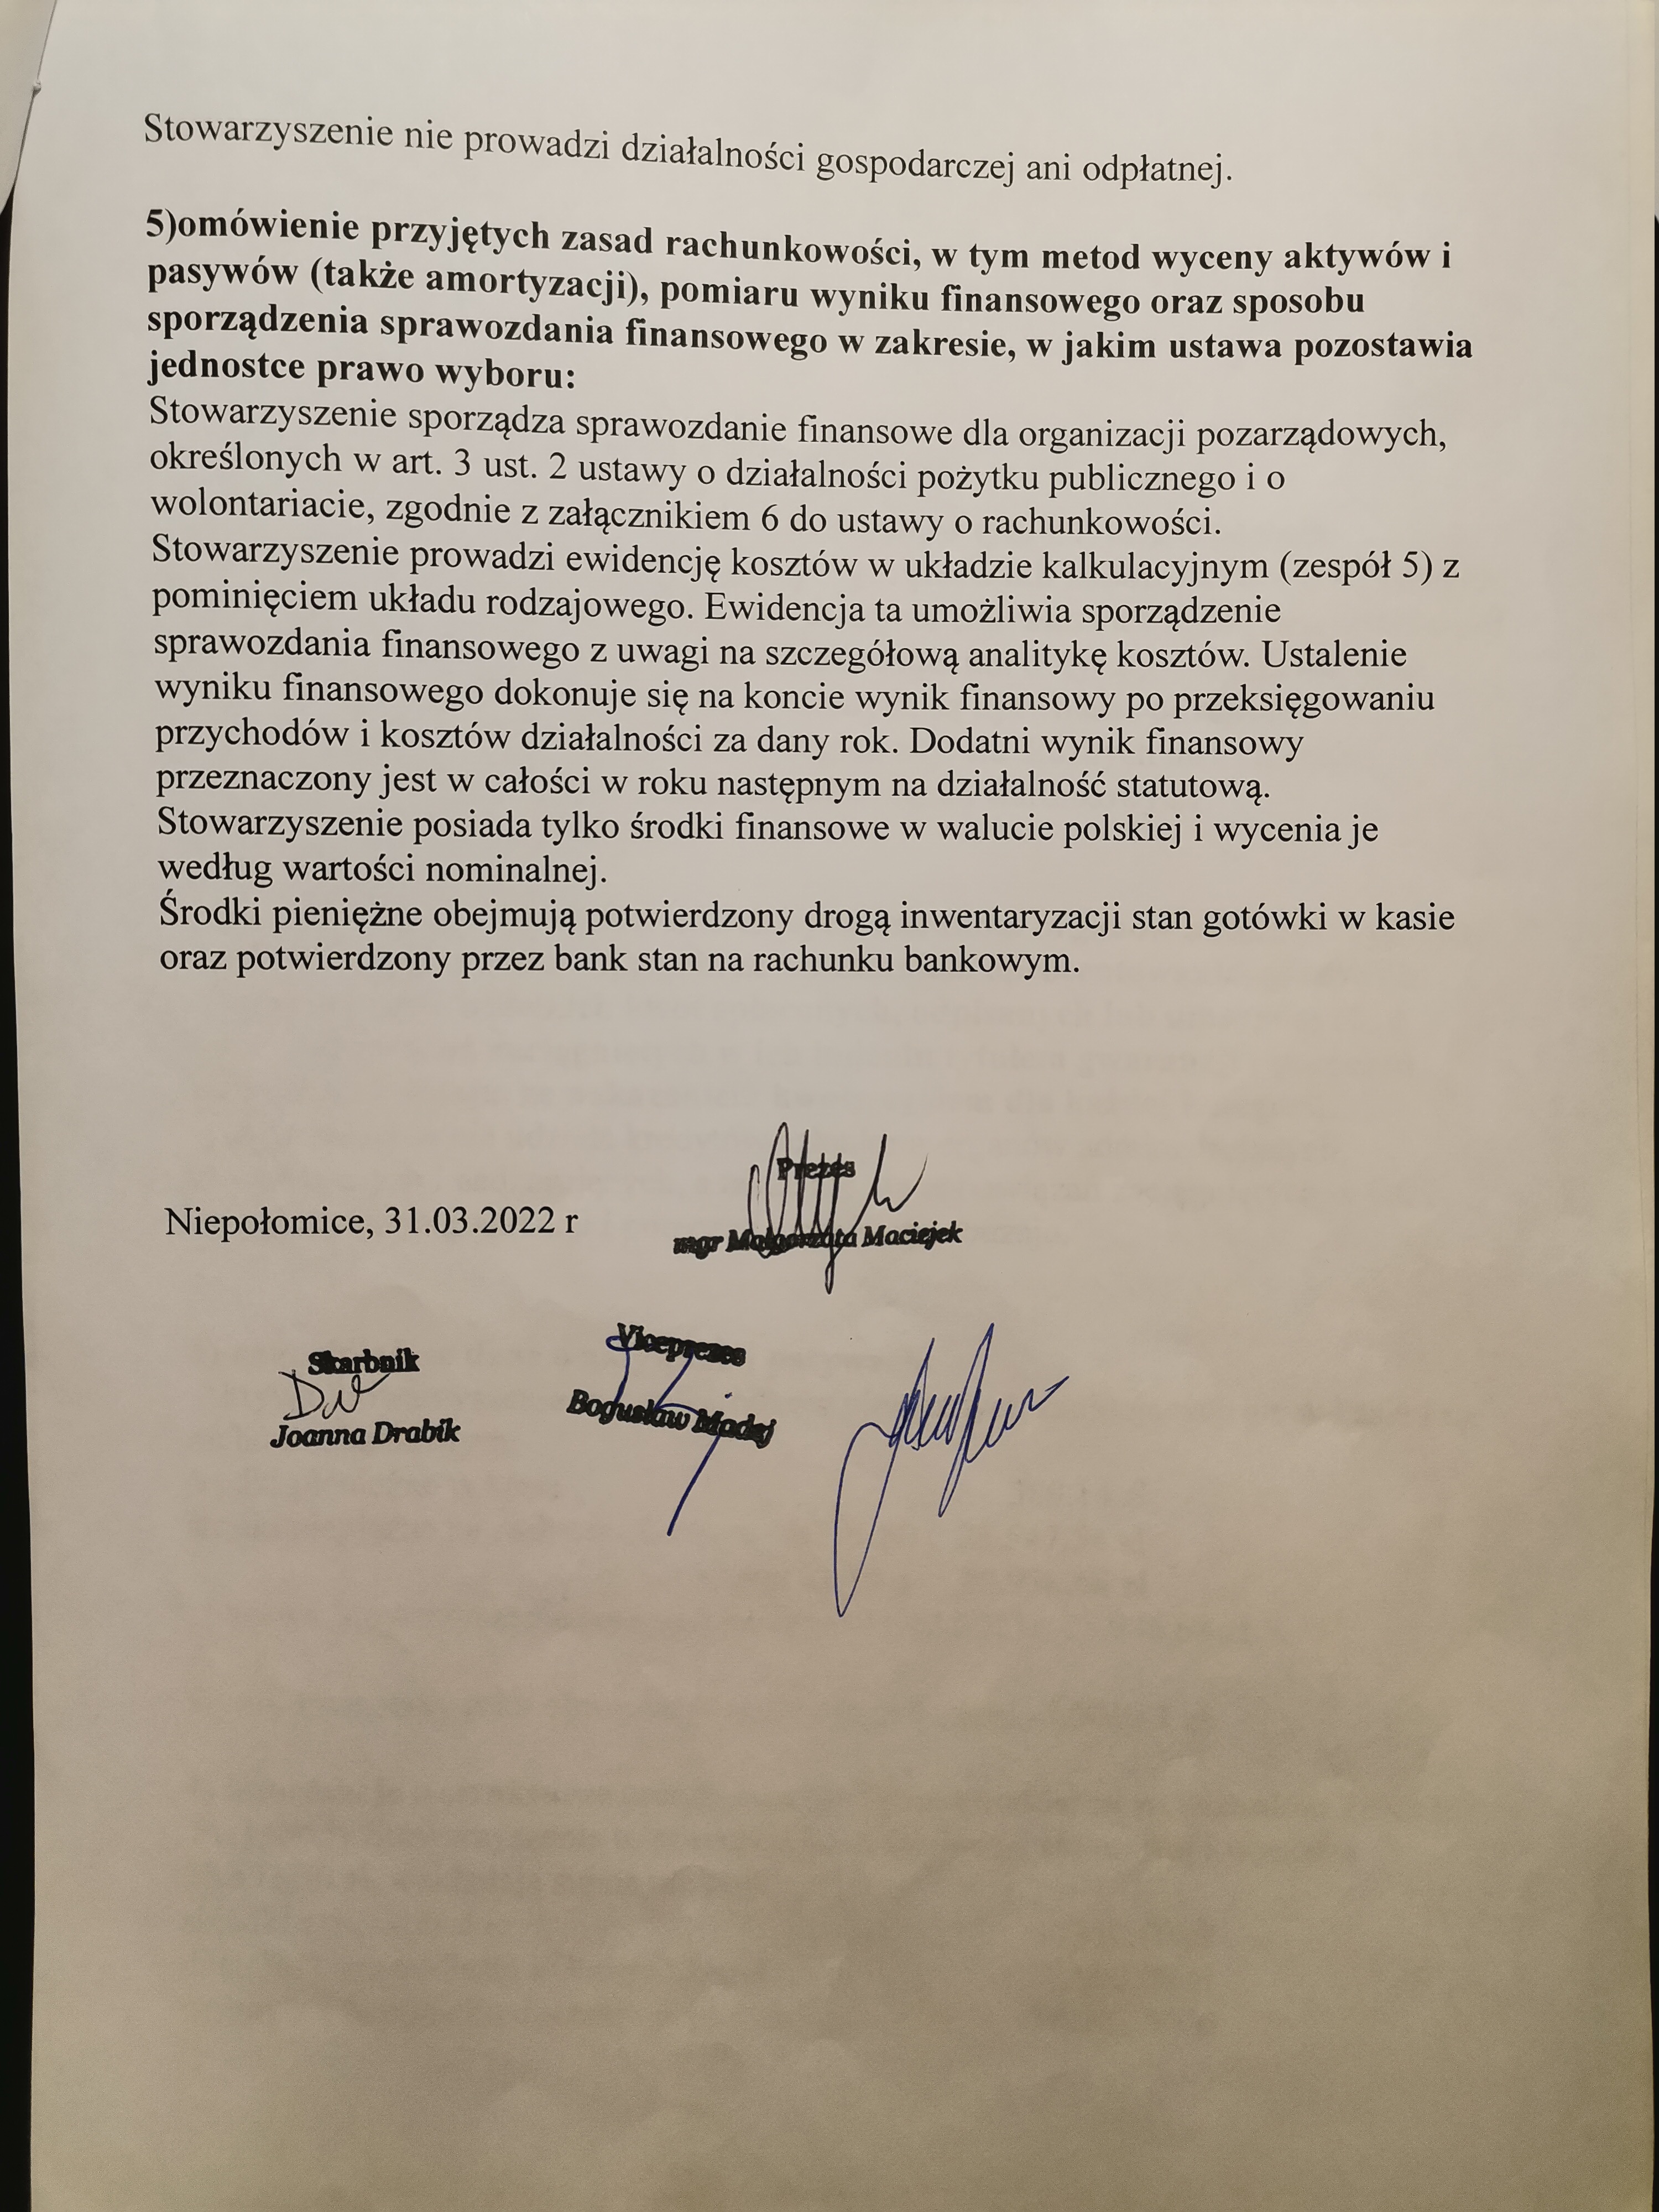 Stowarzyszenie nie prowadzi działalności gospodarczej ani odpłatnej.
5)omówienie przyjętych zasad rachunkowości, w tym metod wyceny aktywów i
pasywów (także amortyzacji), pomiaru wyniku finansowego oraz sposobu
sporządzenia sprawozdania finansowego w zakresie, w jakim ustawa pozostawia
jednostce prawo wyboru:
Stowarzyszenie sporządza sprawozdanie finansowe dla organizacji pozarządowych,
określonych w art. 3 ust. 2 ustawy o działalności pożytku publicznego i o
wolontariacie, zgodnie z załącznikiem 6 do ustawy o rachunkowości.
Stowarzyszenie prowadzi ewidencję kosztów w układzie kalkulacyjnym (zespół 5) z
pominięciem układu rodzajowego. Ewidencja ta umożliwia sporządzenie
sprawozdania finansowego z uwagi na szczegółową analitykę kosztów. Ustalenie
wyniku finansowego dokonuje się na koncie wynik finansowy po przeksięgowaniu
przychodów i kosztów działalności za dany rok. Dodatni wynik finansowy
przeznaczony jest w całości w roku następnym na działalność statutową.
Stowarzyszenie posiada tylko środki finansowe w walucie polskiej i wycenia je
według wartości nominalnej.
Środki pieniężne obejmują potwierdzony drogą inwentaryzacji stan gotówki w kasie
oraz potwierdzony przez bank stan na rachunku bankowym.
Prezes
Niepołomice, 31.03.2022 r
mgr Małgorzata Maciejek
Skarbnik
Joanna Drabik
Viceprezes
Bogusław Madej